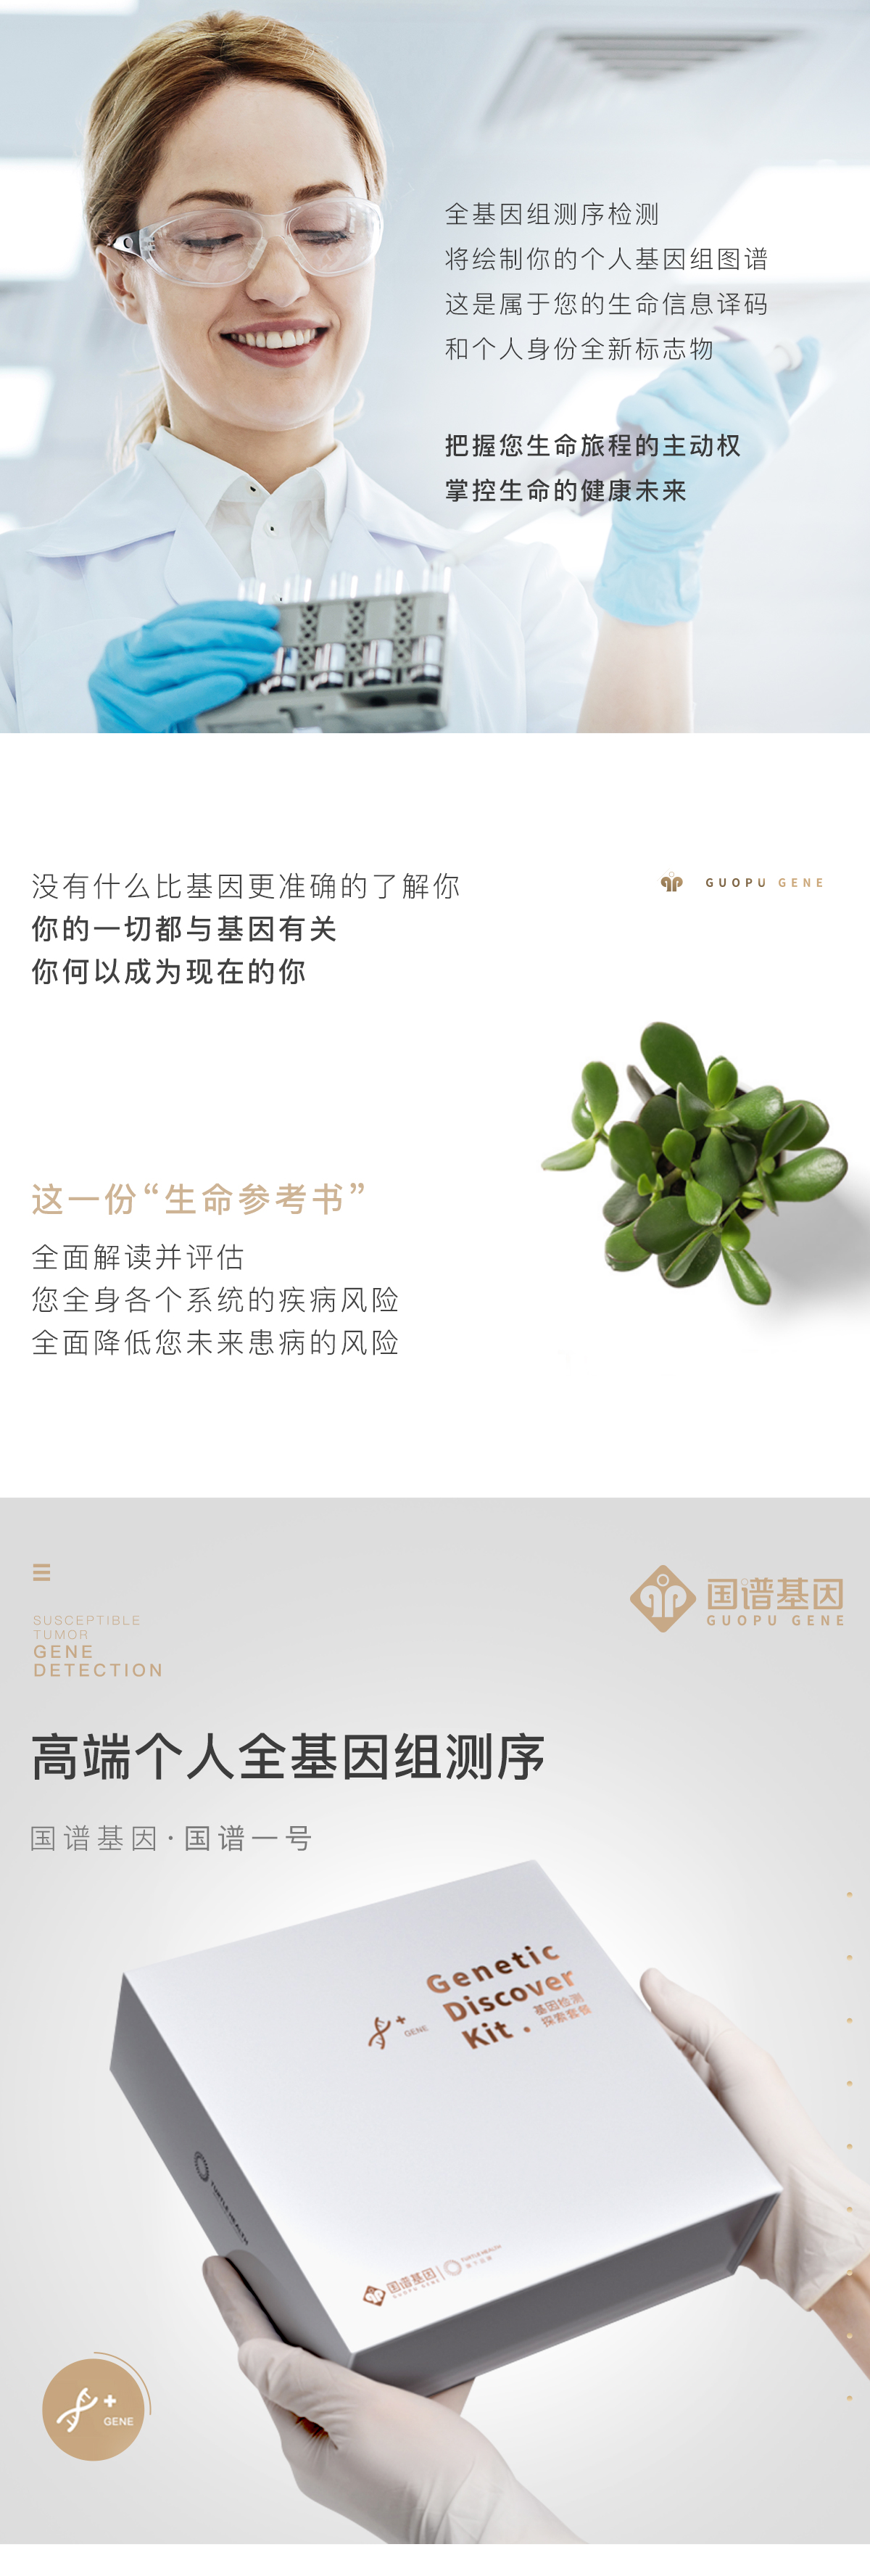 全基因组测序检测
将绘制你的个人基因组图谱
这是属于您的生命信息译码
和个人身份全新标志物
把握您生命旅程的主动权
掌控生命的健康未来
没有什么比基因更准确的了解你
GUOPU GENE
你的一切都与基因有关
你何以成为现在的你
这一份“生命参考书”
全面解读并评估
您全身各个系统的疾病风险
全面降低您未来患病的风险
国谱基因
GUOPU GENE
SUSCEPTIBLE
TUMOR
GENE
DETECTION
高端个人全基因组测序
国谱基因·国谱一号
Genetic
Discover
Kit .
基因检测
探索套餐
GENE
TURTLE HEALTH
国谱基因
GUOPU GENE
TURTLE HEALTH
GENE